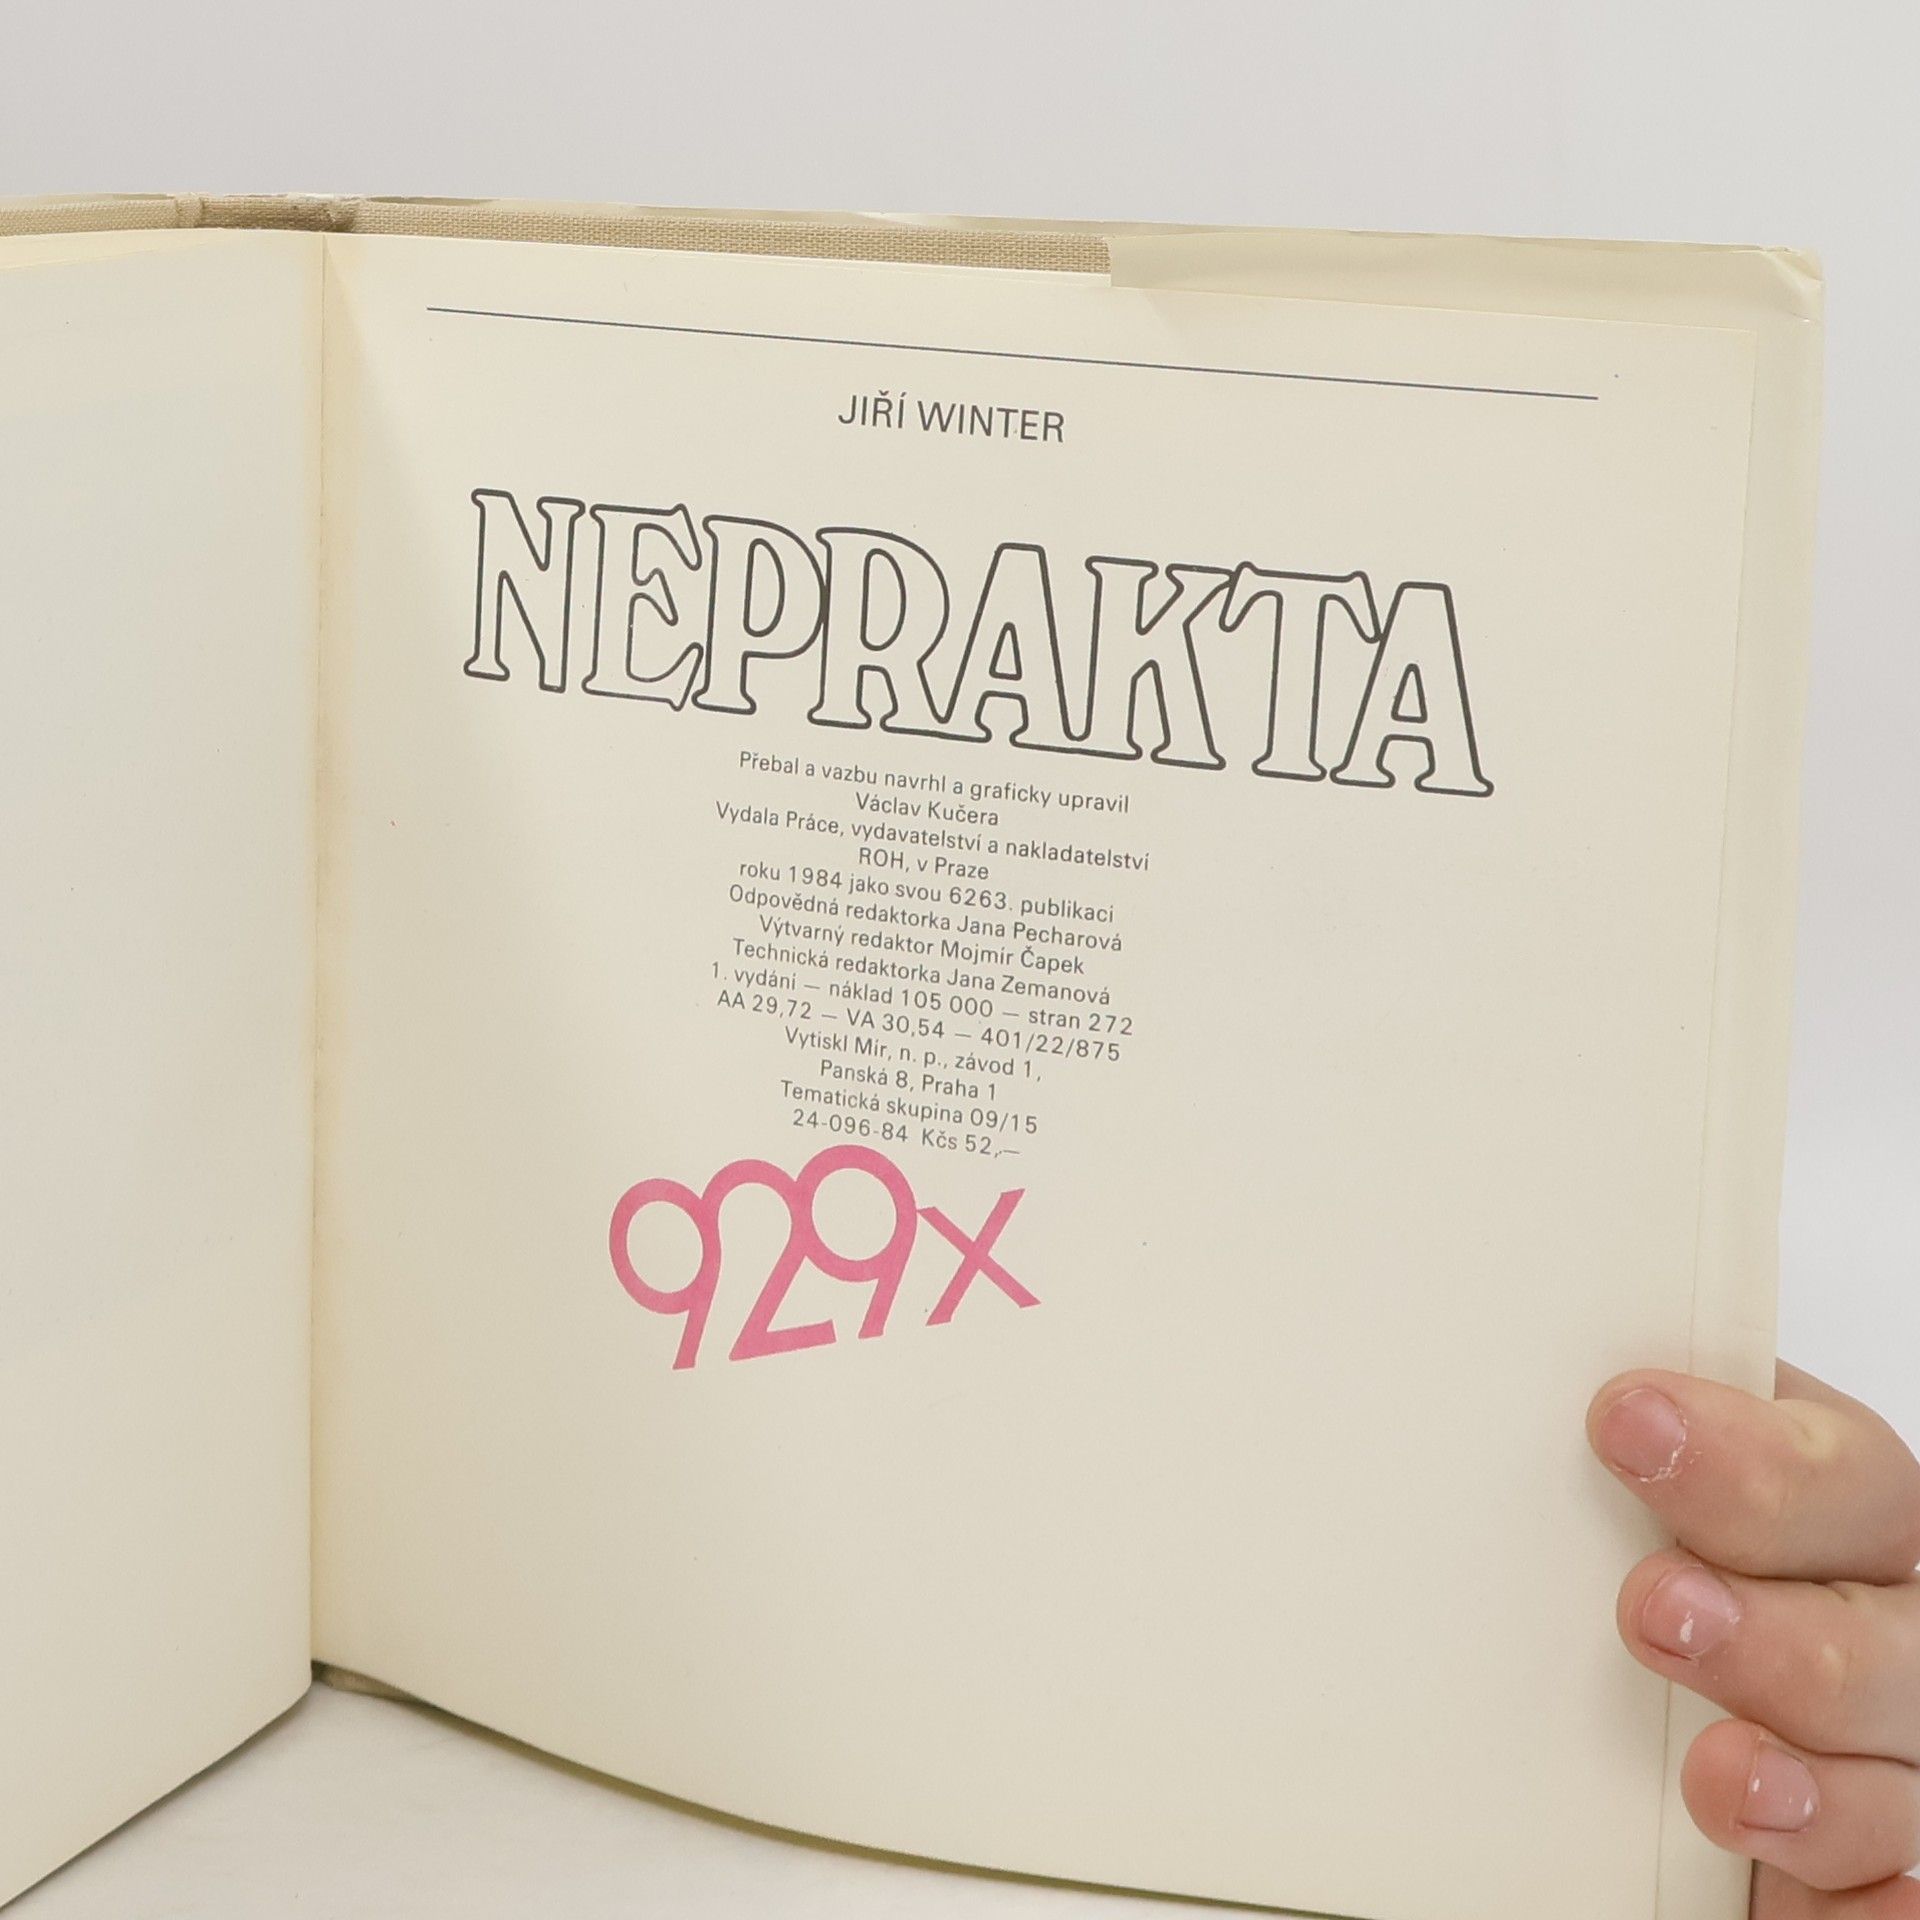 JIŘÍ WINTER
NEPRAKTA
Přebal a vazbu navrhl a graficky upravil
Václav Kučera
Vydala Práce, vydavatelství a nakladatelství
ROH, v Praze
roku 1984 jako svou 6263. publikaci
Odpovědná redaktorka Jana Pecharová
Výtvarný redaktor Mojmír Čapek
Technická redaktorka Jana Zemanová
1. vydání — náklad 105 000 — stran 272
AA 29,72 — VA 30,54 — 401/22/875
Vytiskl Mír, n. p., závod 1,
Panská 8, Praha 1
Tematická skupina 09/15
24-096-84 Kčs 52,—
929x